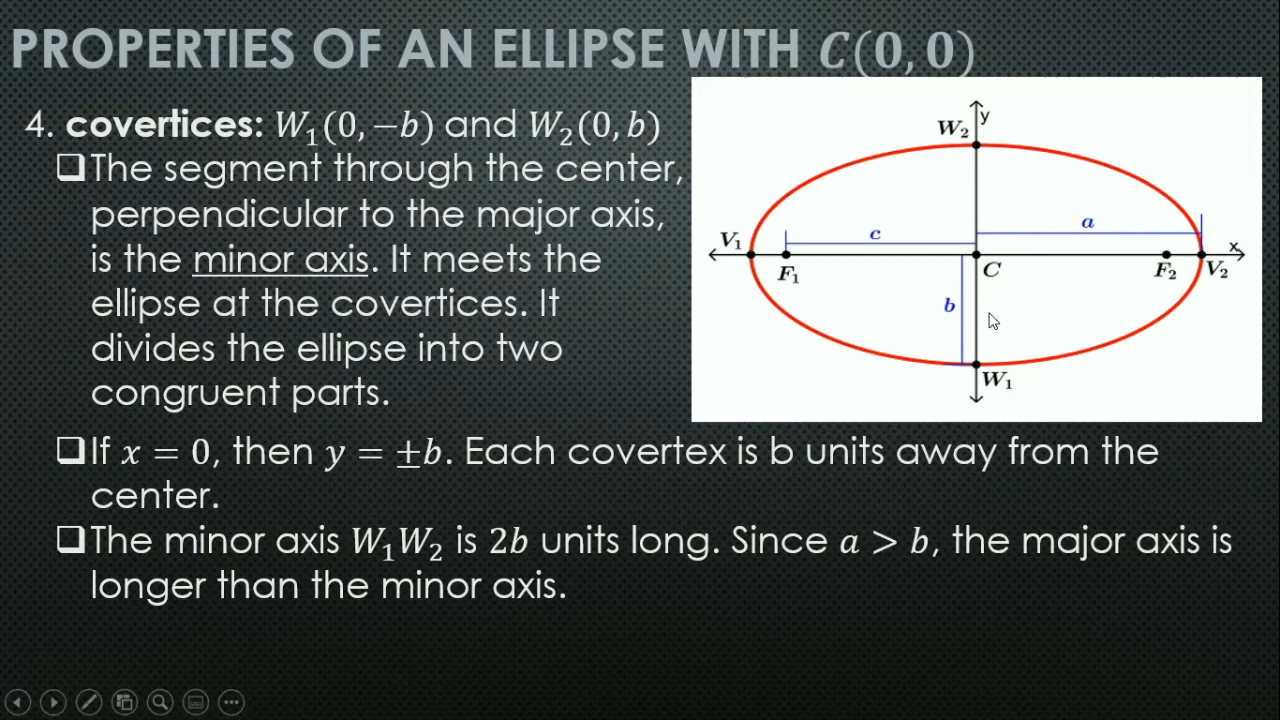 PROPERTIES OF AN ELLIPSE WITH C(0,0)
4. covertices: W₁(0,−b) and W₂(0,b)
❑The segment through the center,
perpendicular to the major axis,
is the minor axis. It meets the
ellipse at the covertices. It
divides the ellipse into two
congruent parts.
W₂ y
a
c
V₁ x
F₁ C F₂ V₂
b
W₁
❑If x = 0, then y = ±b. Each covertex is b units away from the
center.
❑The minor axis W₁W₂ is 2b units long. Since a > b, the major axis is
longer than the minor axis.